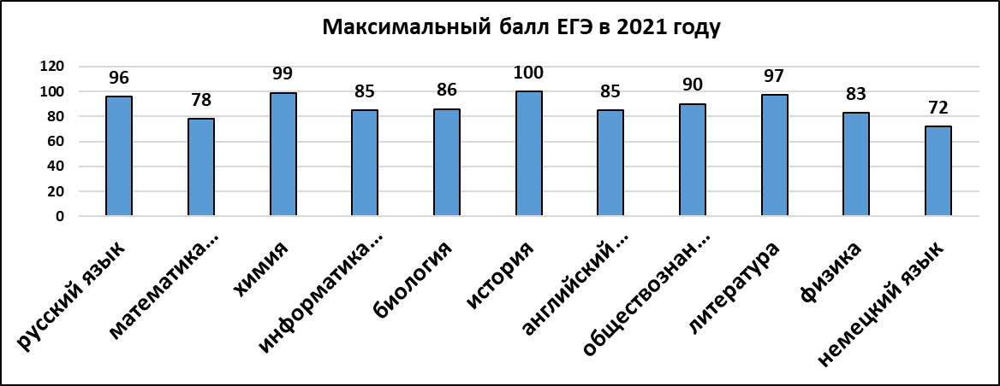 Максимальный балл ЕГЭ в 2021 году
120
100
80
60
40
20
0
96
78
99
85
86
100
85
90
97
83
72
русский язык
математика...
химия
информатика...
биология
история
английский...
обществознан...
литература
физика
немецкий язык